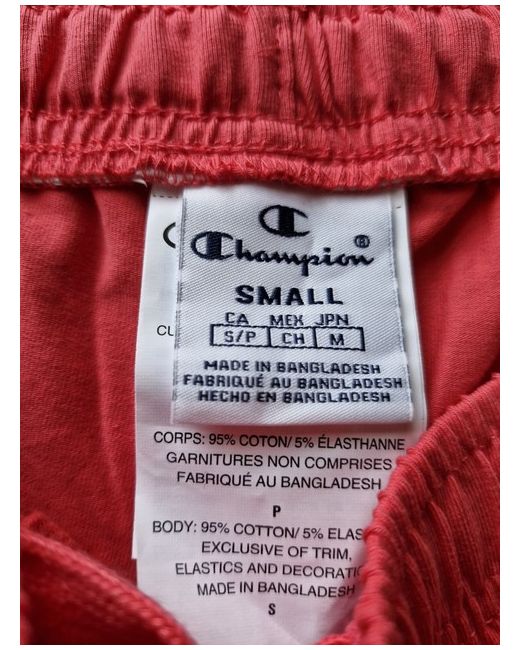 Champion®
SMALL
CA MEX JPN
S/P CH M
MADE IN BANGLADESH
FABRIQUÉ AU BANGLADESH
HECHO EN BANGLADESH
CORPS: 95% COTON/ 5% ÉLASTHANNE
GARNITURES NON COMPRISES
FABRIQUÉ AU BANGLADESH
P
BODY: 95% COTTON/ 5% ELAS
EXCLUSIVE OF TRIM,
ELASTICS AND DECORATI
MADE IN BANGLADESH
S